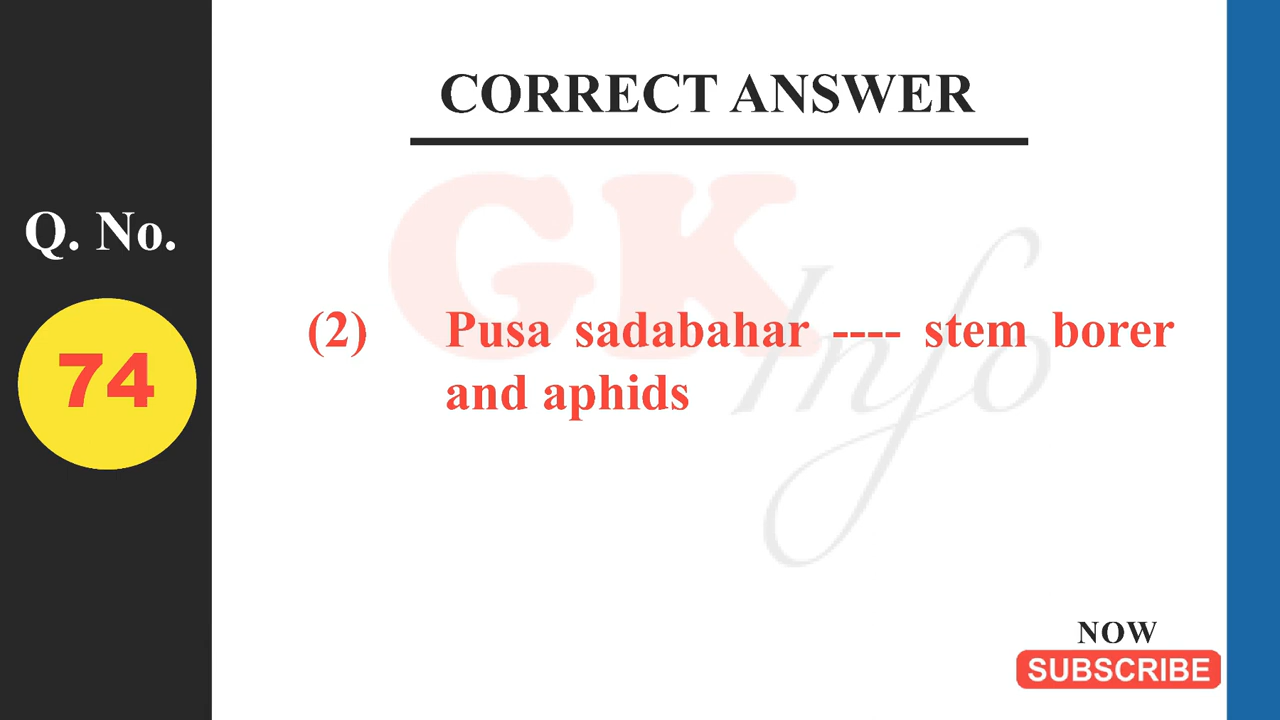 CORRECT ANSWER
GK
Info
Q. No.
74
(2) Pusa sadabahar ---- stem borer
and aphids
NOW
SUBSCRIBE